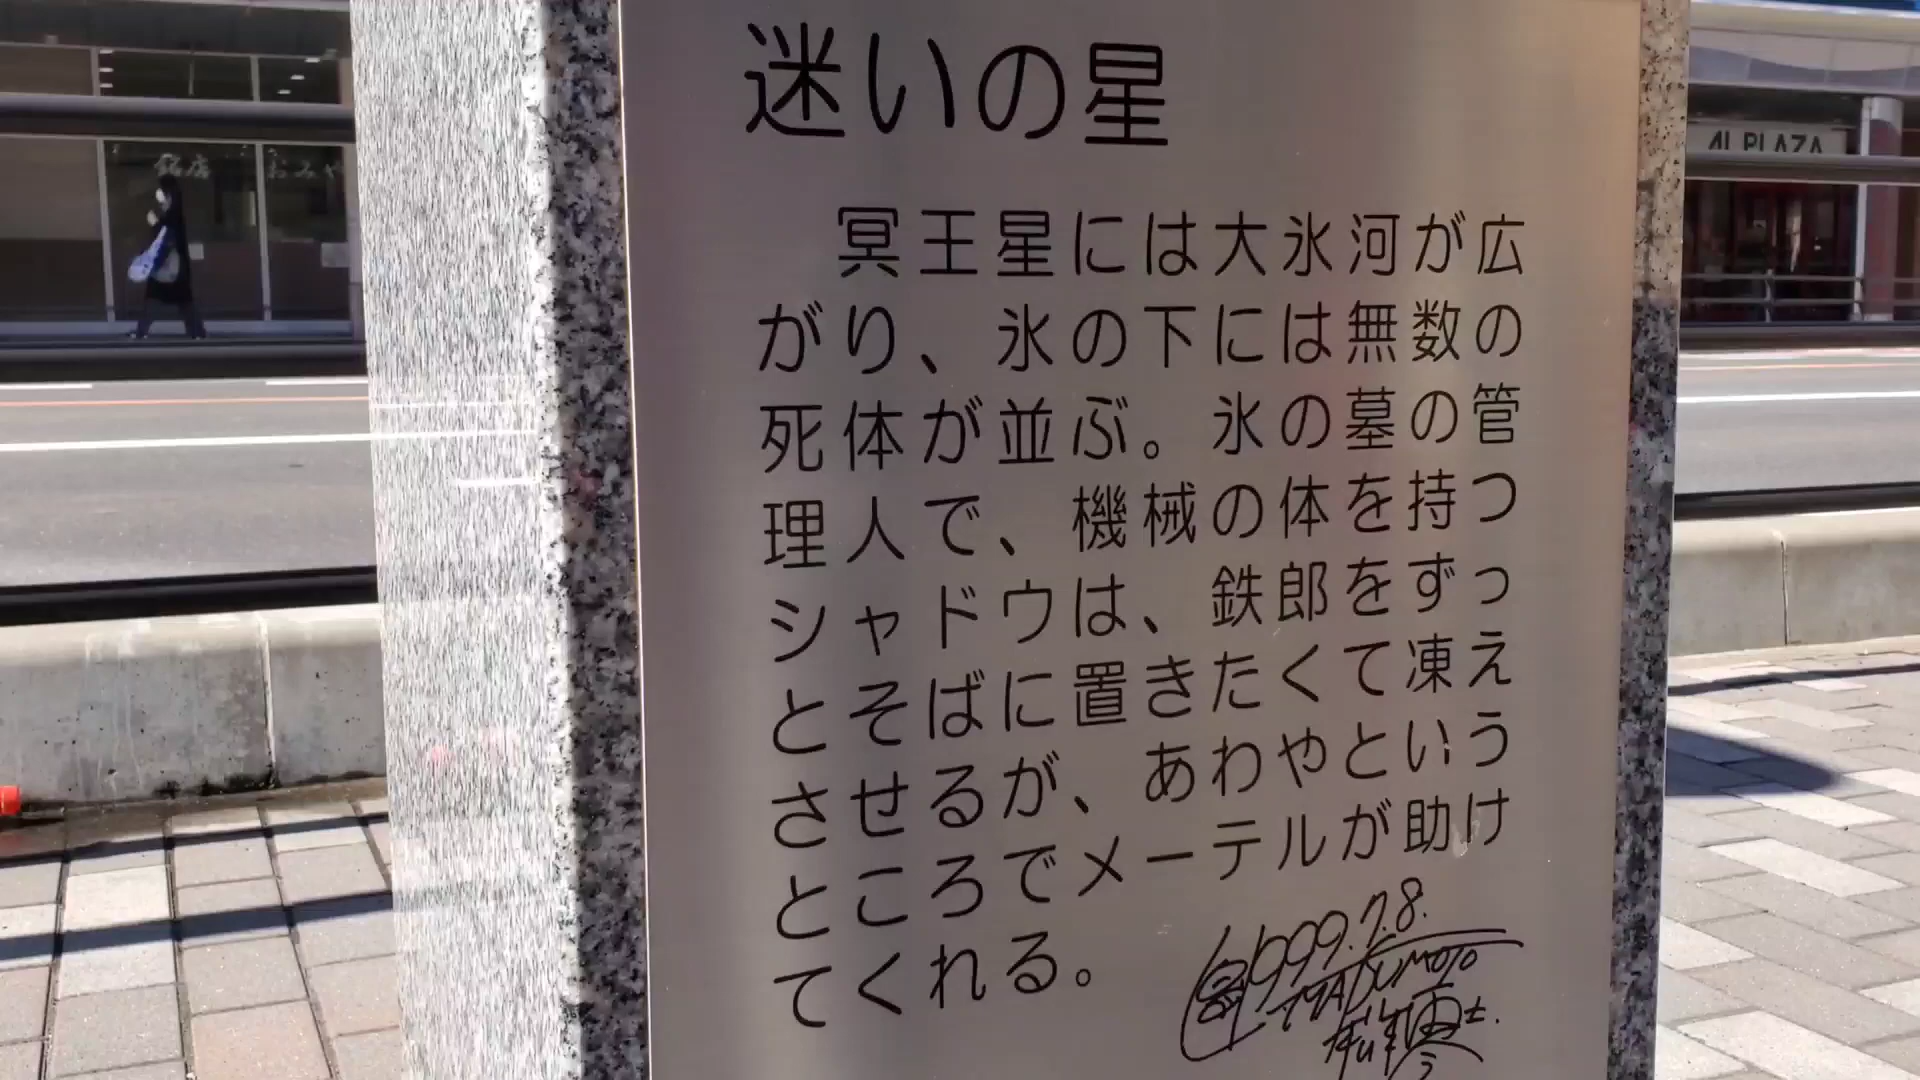 迷いの星
冥王星には大氷河が広
がり、氷の下には無数の
死体が並ぶ。氷の墓の管
理人で、機械の体を持つ
シャドウは、鉄郎をずっ
とそばに置きたくて凍え
させるが、あわやという
ところでメーテルが助け
てくれる。
1999.7.8.
MATSUMOTO
AL PLAZA